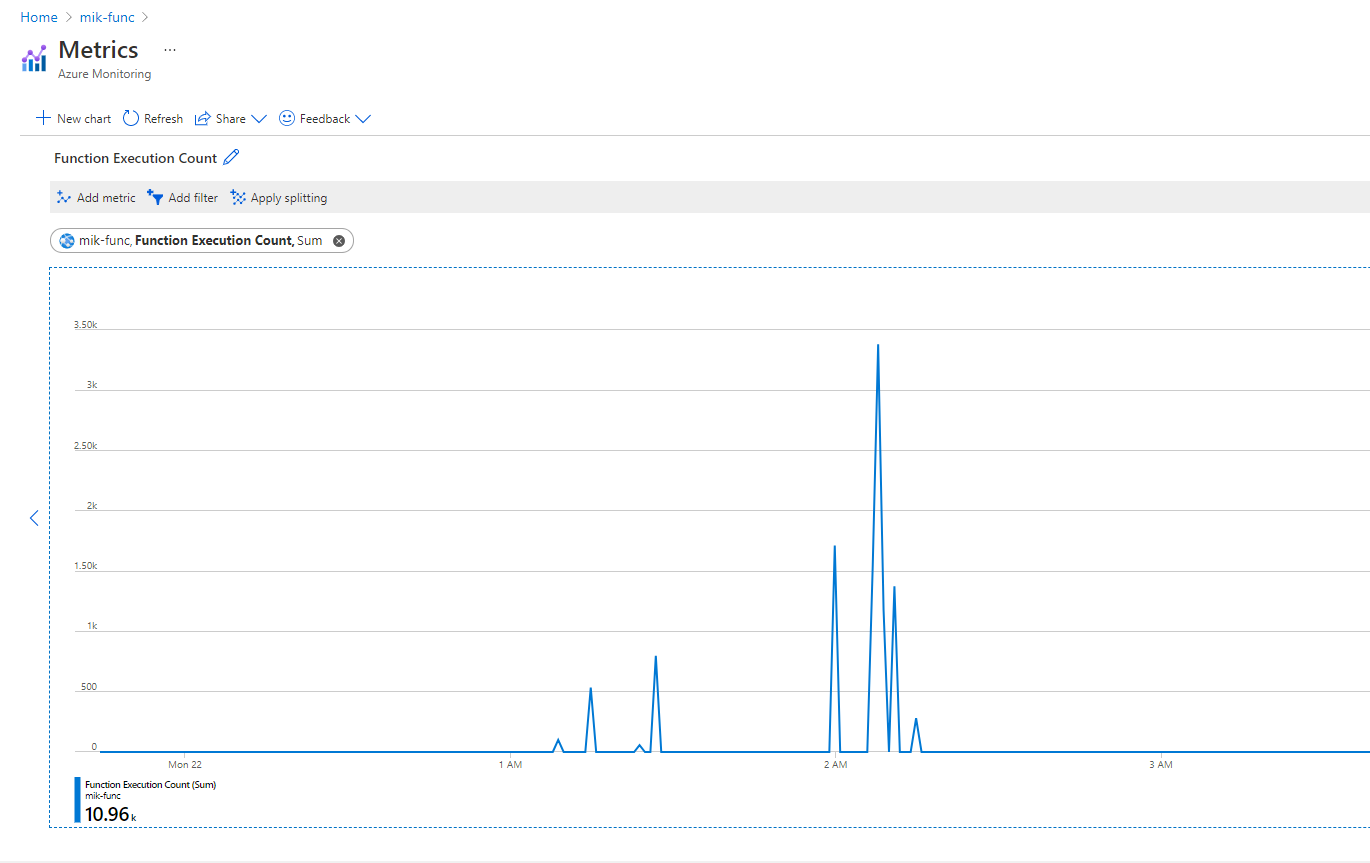 Home > mik-func >
Metrics ...
Azure Monitoring
New chart Refresh Share Feedback
Function Execution Count
Add metric Add filter Apply splitting
mik-func, Function Execution Count, Sum
3.50k
3k
2.50k
2k
1.50k
1k
500
0
Mon 22 1 AM 2 AM 3 AM
Function Execution Count (Sum)
mik-func
10.96 k